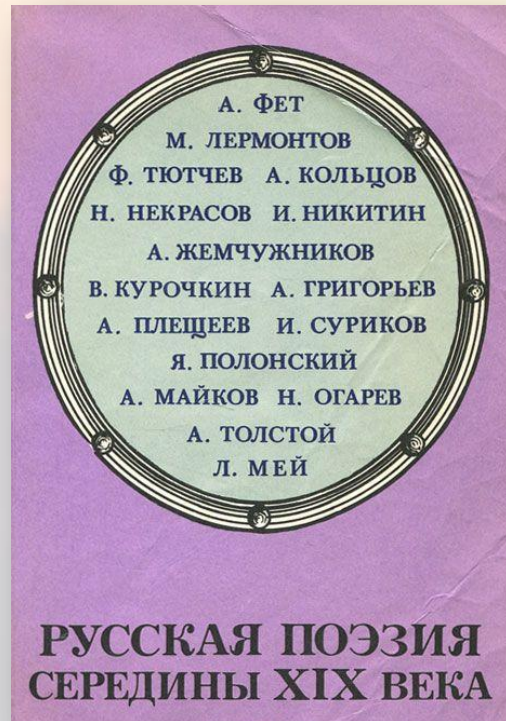 А. ФЕТ
М. ЛЕРМОНТОВ
Ф. ТЮТЧЕВ А. КОЛЬЦОВ
Н. НЕКРАСОВ И. НИКИТИН
А. ЖЕМЧУЖНИКОВ
В. КУРОЧКИН А. ГРИГОРЬЕВ
А. ПЛЕЩЕЕВ И. СУРИКОВ
Я. ПОЛОНСКИЙ
А. МАЙКОВ Н. ОГАРЕВ
А. ТОЛСТОЙ
Л. МЕЙ
РУССКАЯ ПОЭЗИЯ
СЕРЕДИНЫ XIX ВЕКА